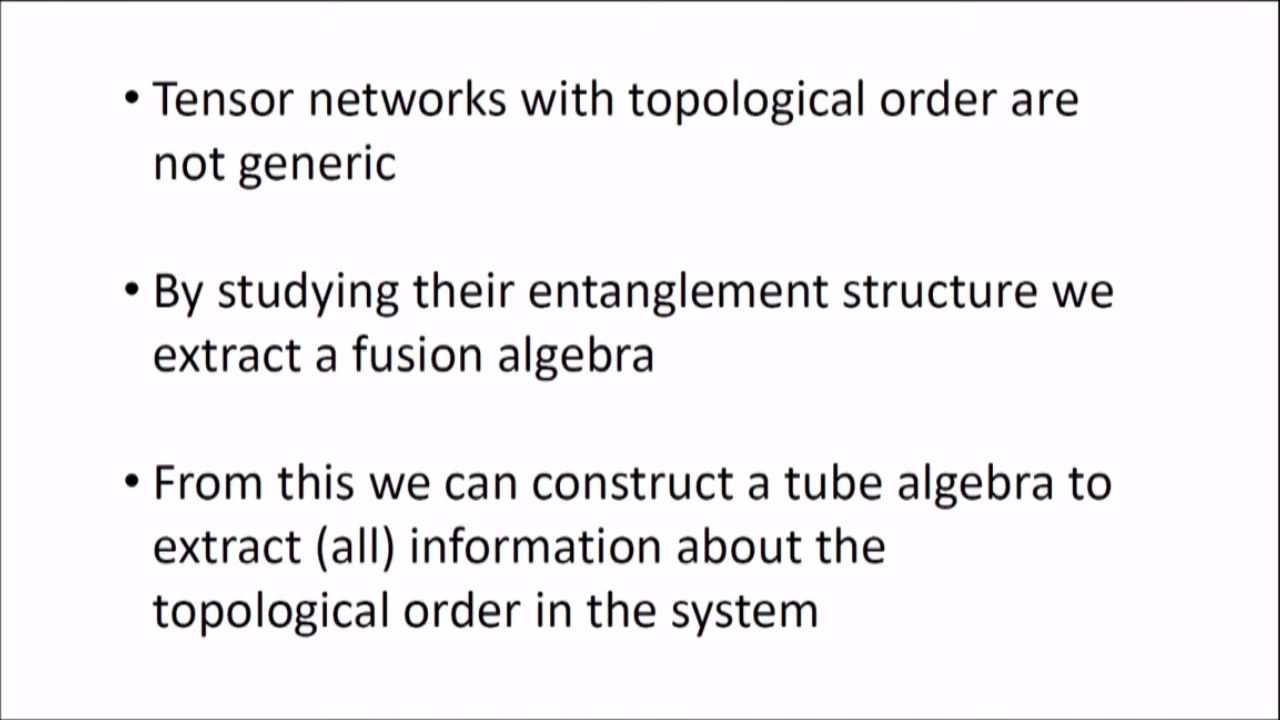 • Tensor networks with topological order are
not generic
• By studying their entanglement structure we
extract a fusion algebra
• From this we can construct a tube algebra to
extract (all) information about the
topological order in the system